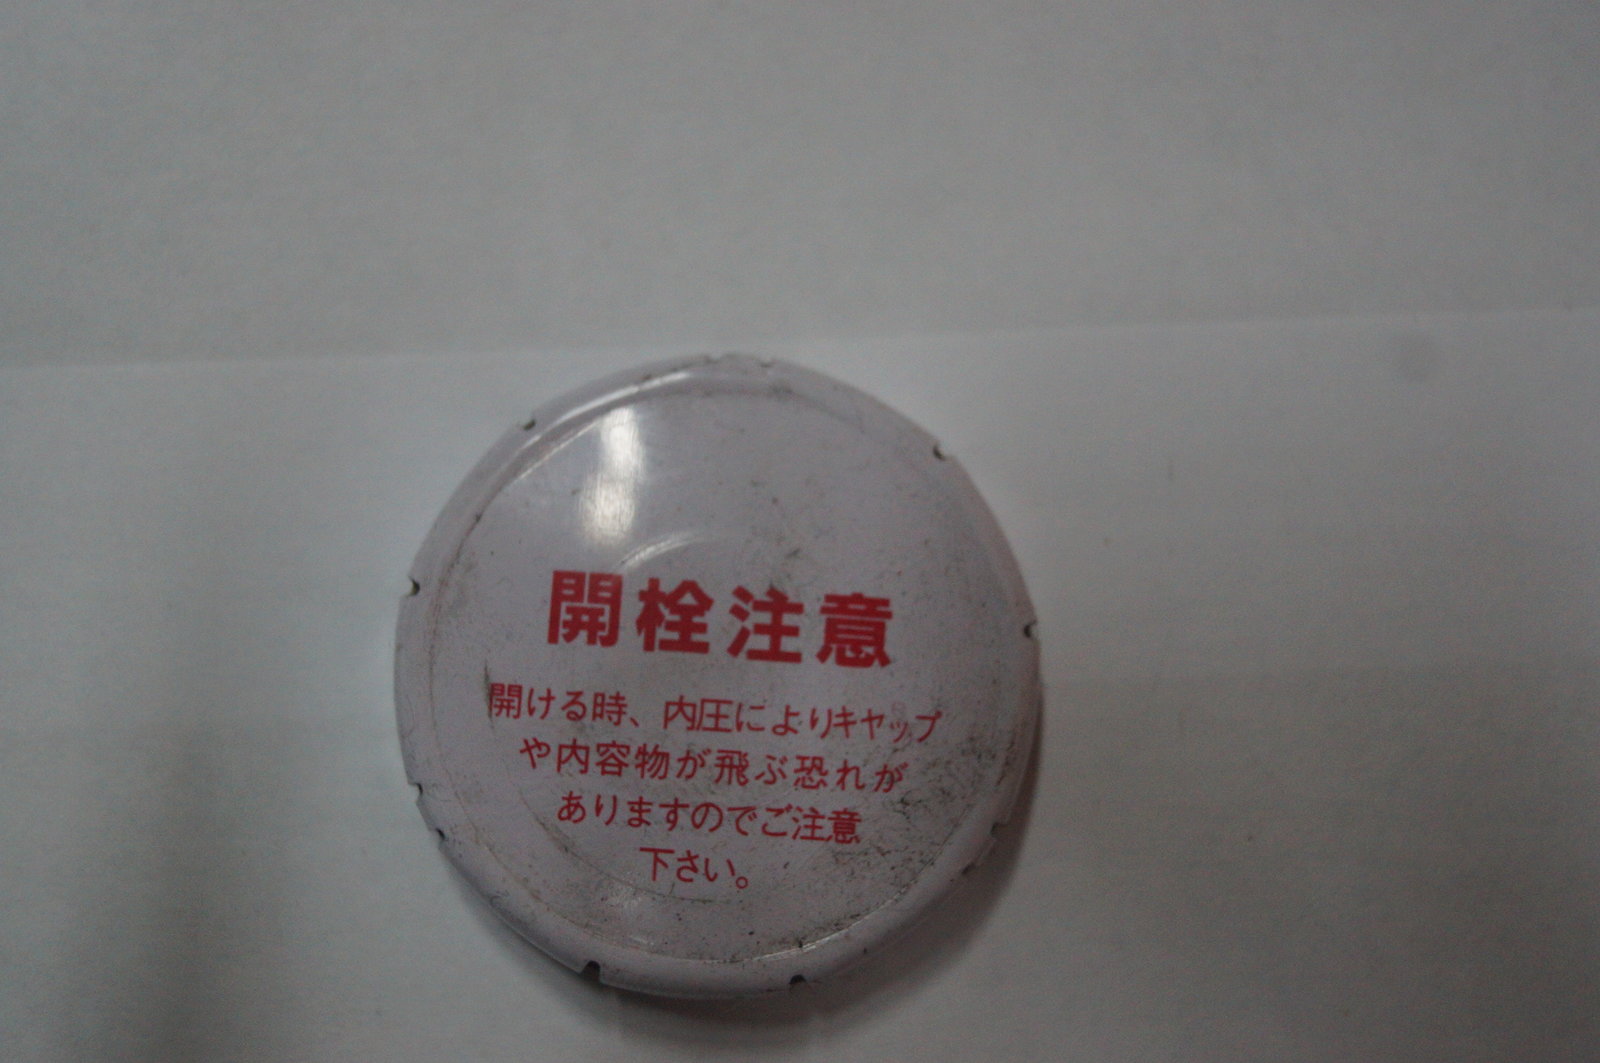 開栓注意
開ける時、内圧によりキャップ
や内容物が飛ぶ恐れが
ありますのでご注意
下さい。